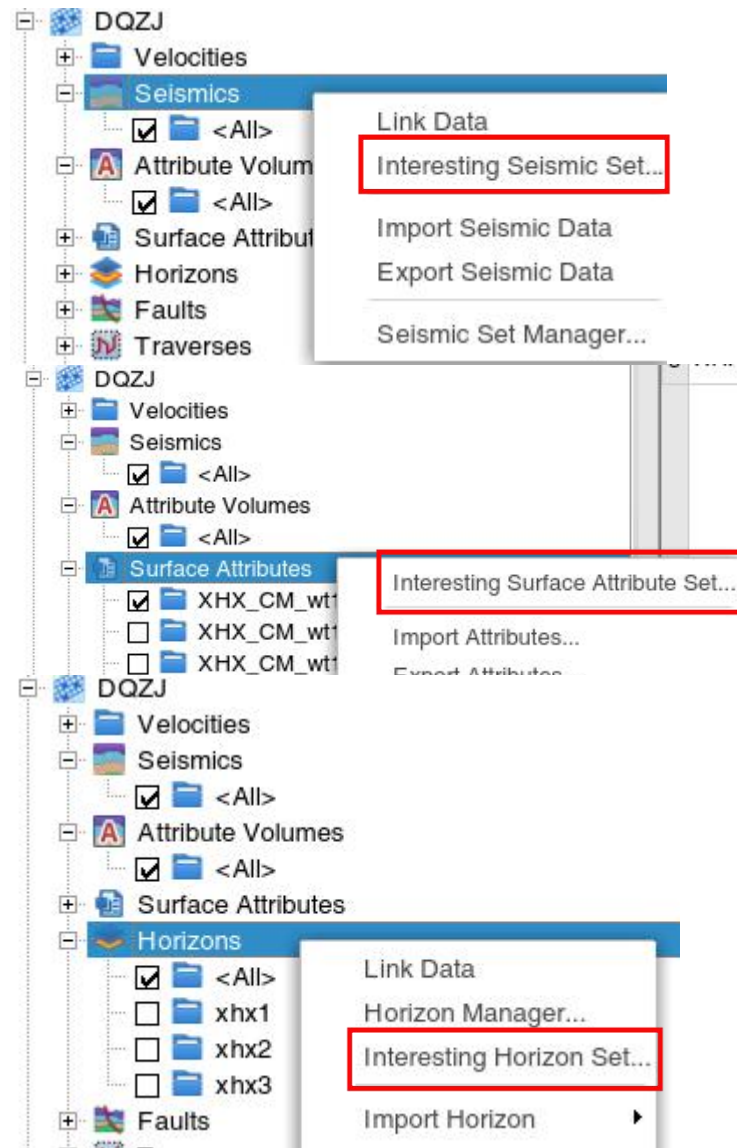 DQZJ
Velocities
Seismics
<All>
Attribute Volum
<All>
Surface Attribut
Horizons
Faults
Traverses
Link Data
Interesting Seismic Set...
Import Seismic Data
Export Seismic Data
Seismic Set Manager...
DQZJ
Velocities
Seismics
<All>
Attribute Volumes
<All>
Surface Attributes
XHX_CM_wt1
XHX_CM_wt1
XHX_CM_wt1
Interesting Surface Attribute Set...
Import Attributes...
Export Attributes...
DQZJ
Velocities
Seismics
<All>
Attribute Volumes
<All>
Surface Attributes
Horizons
<All>
xhx1
xhx2
xhx3
Faults
Link Data
Horizon Manager...
Interesting Horizon Set...
Import Horizon